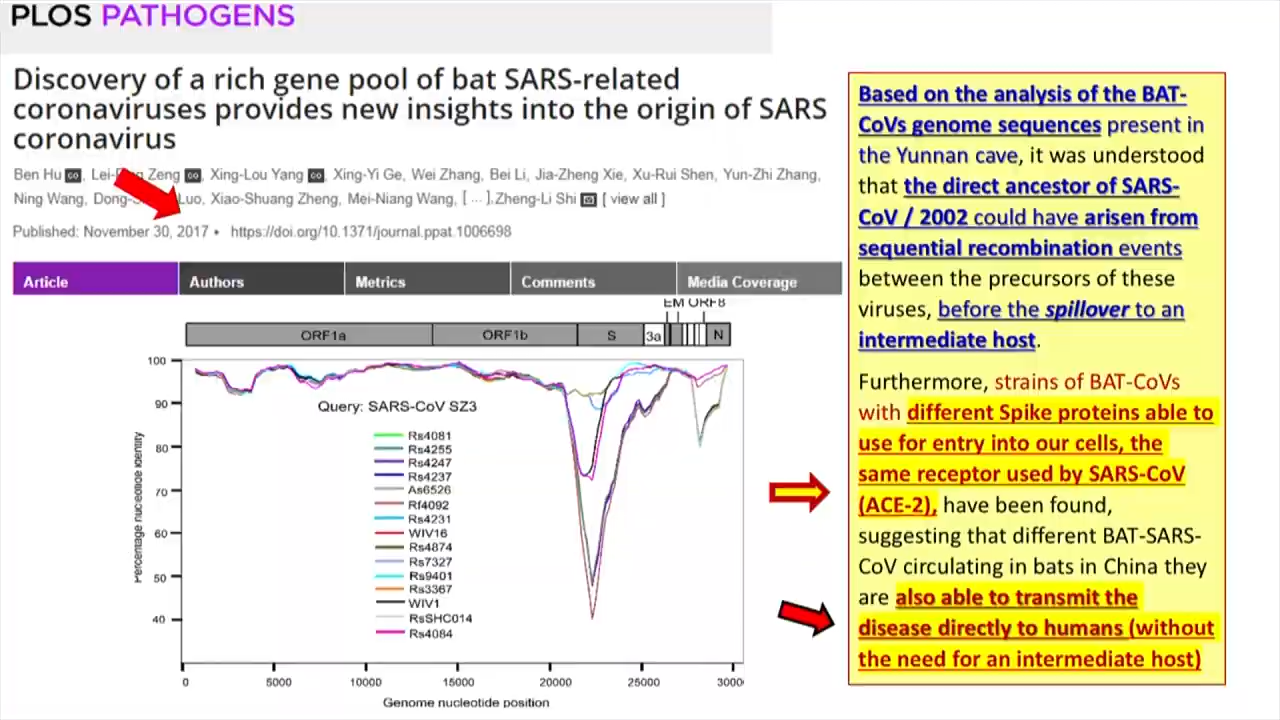 PLOS PATHOGENS
Discovery of a rich gene pool of bat SARS-related
coronaviruses provides new insights into the origin of SARS
coronavirus
Ben Hu, Lei- Zeng, Xing-Lou Yang, Xing-Yi Ge, Wei Zhang, Bei Li, Jia-Zheng Xie, Xu-Rui Shen, Yun-Zhi Zhang,
Ning Wang, Luo, Xiao-Shuang Zheng, Mei-Niang Wang, [ ... ], Zheng-Li Shi [ view all ]
Published: November 30, 2017 • https://doi.org/10.1371/journal.ppat.1006698
Article Authors Metrics Comments Media Coverage
EM ORF8
ORF1a ORF1b S 3a N
100
90
80
70
60
50
40
Percentage nucleotide identity
Query: SARS-CoV SZ3
Rs4081
Rs4255
Rs4247
Rs4237
As6526
Rf4092
Rs4231
WIV16
Rs4874
Rs7327
Rs9401
Rs3367
WIV1
RsSHC014
Rs4084
0 5000 10000 15000 20000 25000
Genome nucleotide position
Based on the analysis of the BAT-
CoVs genome sequences present in
the Yunnan cave, it was understood
that the direct ancestor of SARS-
CoV / 2002 could have arisen from
sequential recombination events
between the precursors of these
viruses, before the spillover to an
intermediate host.
Furthermore, strains of BAT-CoVs
with different Spike proteins able to
use for entry into our cells, the
same receptor used by SARS-CoV
(ACE-2), have been found,
suggesting that different BAT-SARS-
CoV circulating in bats in China they
are also able to transmit the
disease directly to humans (without
the need for an intermediate host)